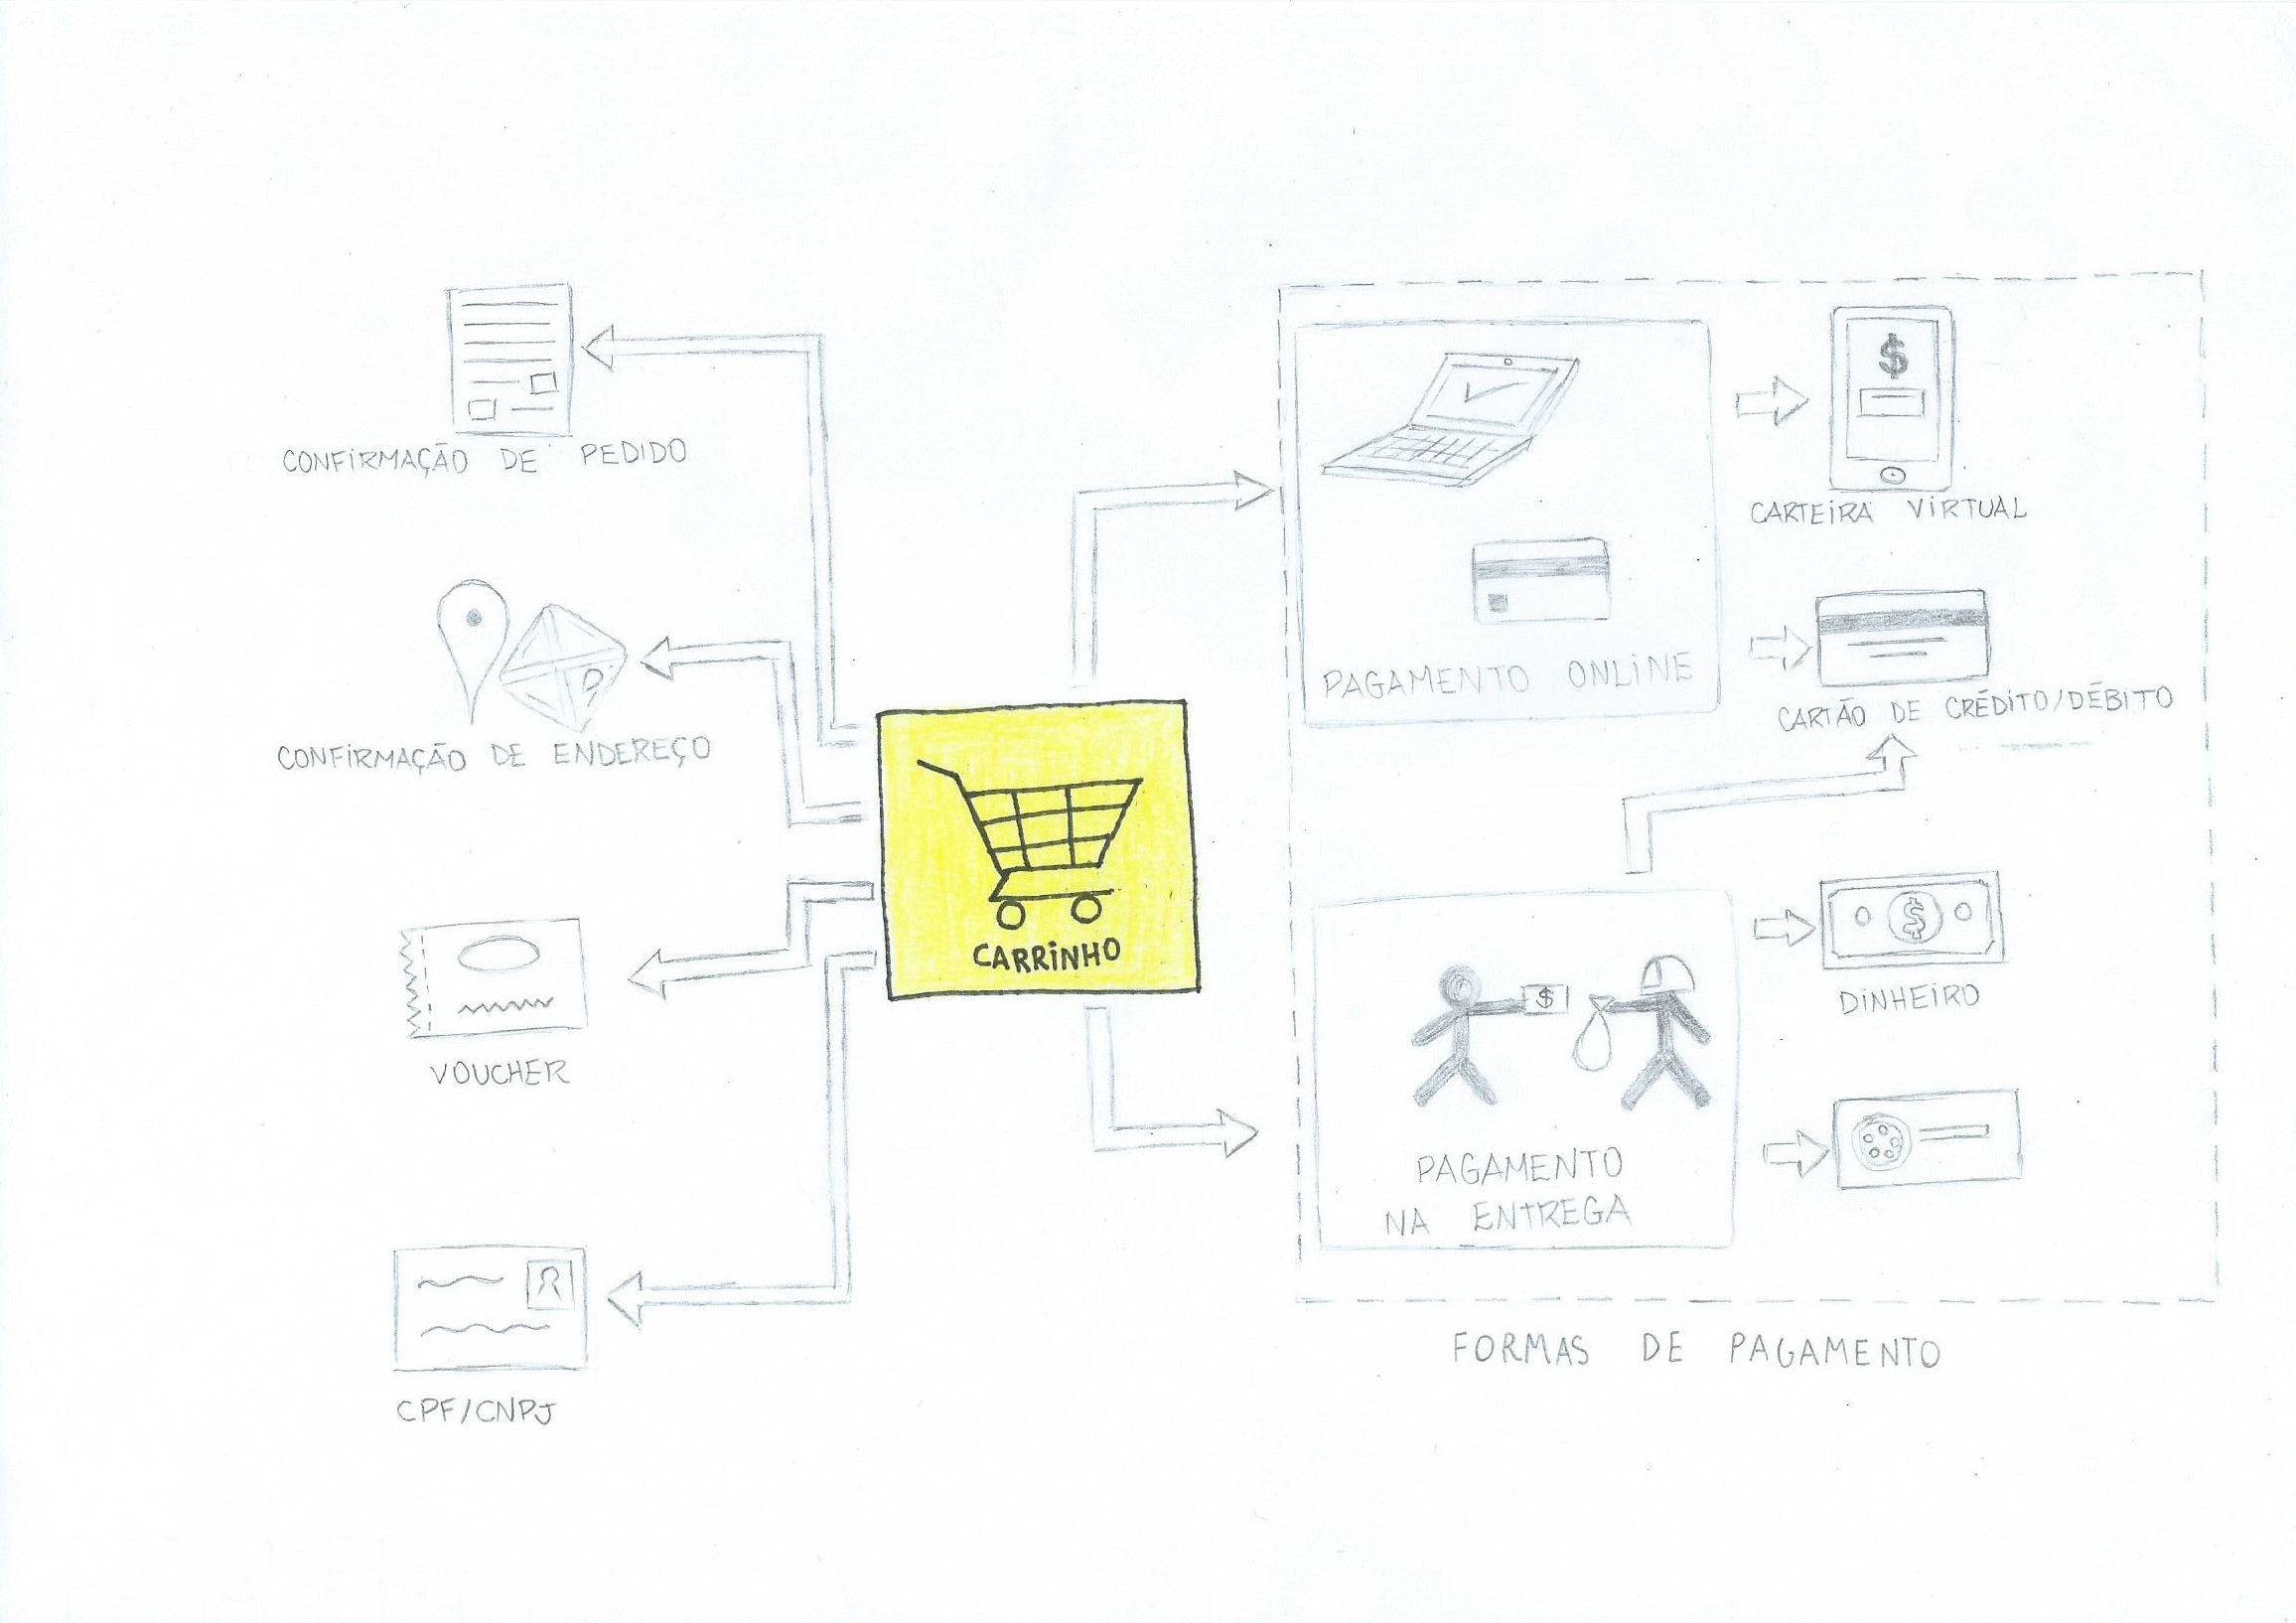 CONFIRMAÇÃO DE PEDIDO
CONFIRMAÇÃO DE ENDEREÇO
VOUCHER
CPF/CNPJ
CARRINHO
$
CARTEIRA VIRTUAL
PAGAMENTO ONLINE
CARTÃO DE CRÉDITO/DÉBITO
$
DINHEIRO
$
PAGAMENTO
NA ENTREGA
FORMAS DE PAGAMENTO